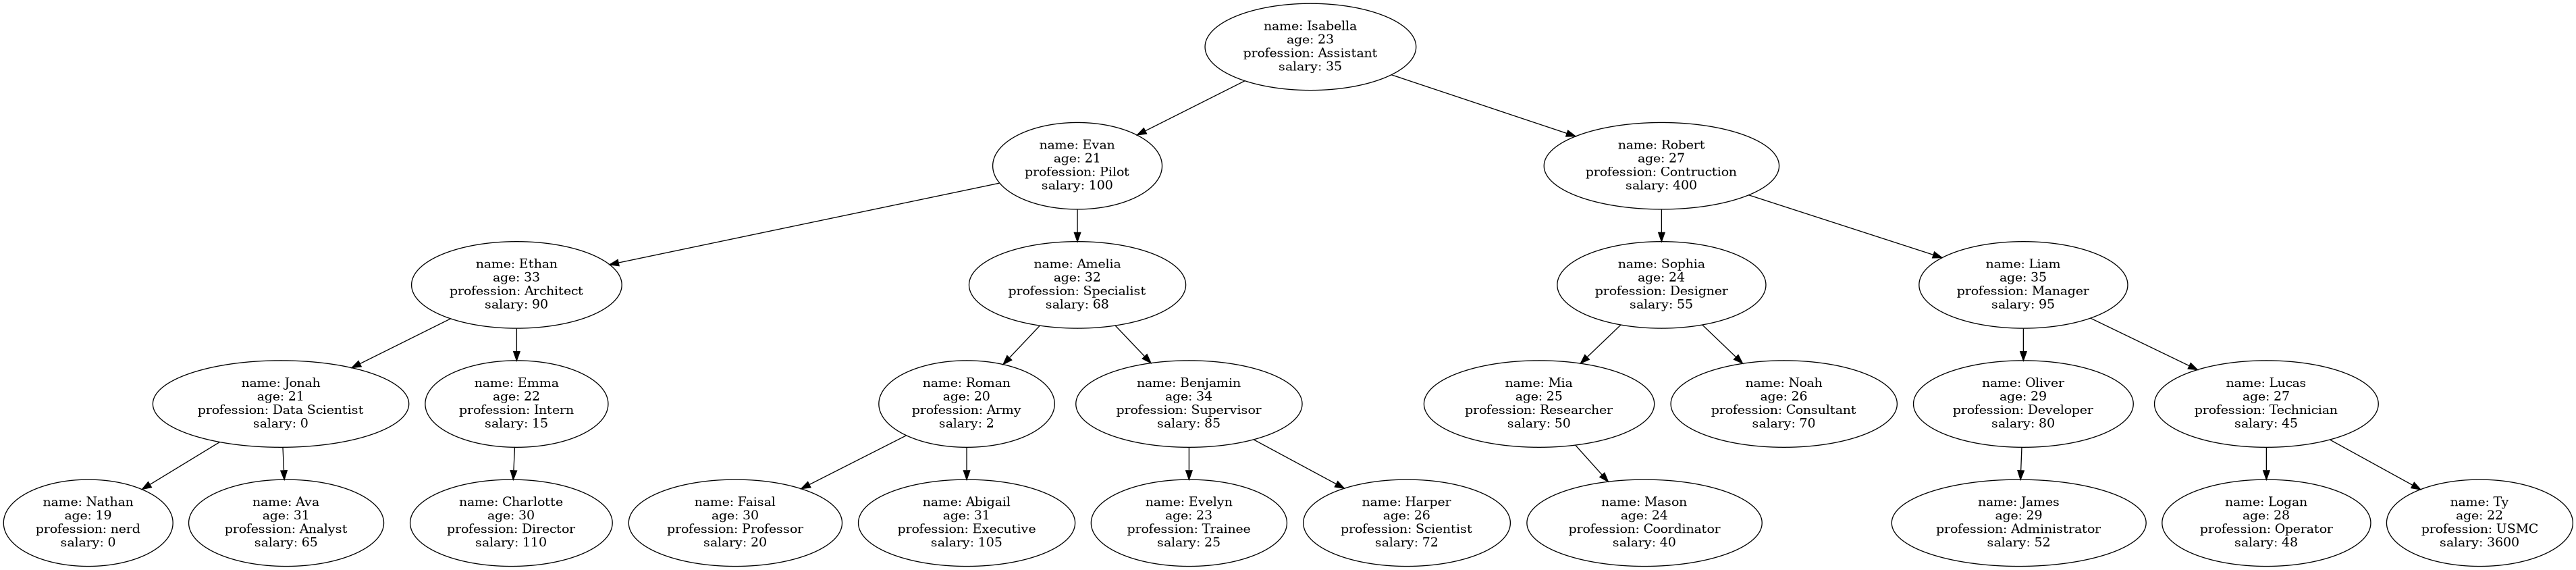 name: Isabella
age: 23
profession: Assistant
salary: 35
name: Evan
age: 21
profession: Pilot
salary: 100
name: Robert
age: 27
profession: Contruction
salary: 400
name: Ethan
age: 33
profession: Architect
salary: 90
name: Amelia
age: 32
profession: Specialist
salary: 68
name: Sophia
age: 24
profession: Designer
salary: 55
name: Liam
age: 35
profession: Manager
salary: 95
name: Jonah
age: 21
profession: Data Scientist
salary: 0
name: Emma
age: 22
profession: Intern
salary: 15
name: Roman
age: 20
profession: Army
salary: 2
name: Benjamin
age: 34
profession: Supervisor
salary: 85
name: Mia
age: 25
profession: Researcher
salary: 50
name: Noah
age: 26
profession: Consultant
salary: 70
name: Oliver
age: 29
profession: Developer
salary: 80
name: Lucas
age: 27
profession: Technician
salary: 45
name: Nathan
age: 19
profession: nerd
salary: 0
name: Ava
age: 31
profession: Analyst
salary: 65
name: Charlotte
age: 30
profession: Director
salary: 110
name: Faisal
age: 30
profession: Professor
salary: 20
name: Abigail
age: 31
profession: Executive
salary: 105
name: Evelyn
age: 23
profession: Trainee
salary: 25
name: Harper
age: 26
profession: Scientist
salary: 72
name: Mason
age: 24
profession: Coordinator
salary: 40
name: James
age: 29
profession: Administrator
salary: 52
name: Logan
age: 28
profession: Operator
salary: 48
name: Ty
age: 22
profession: USMC
salary: 3600